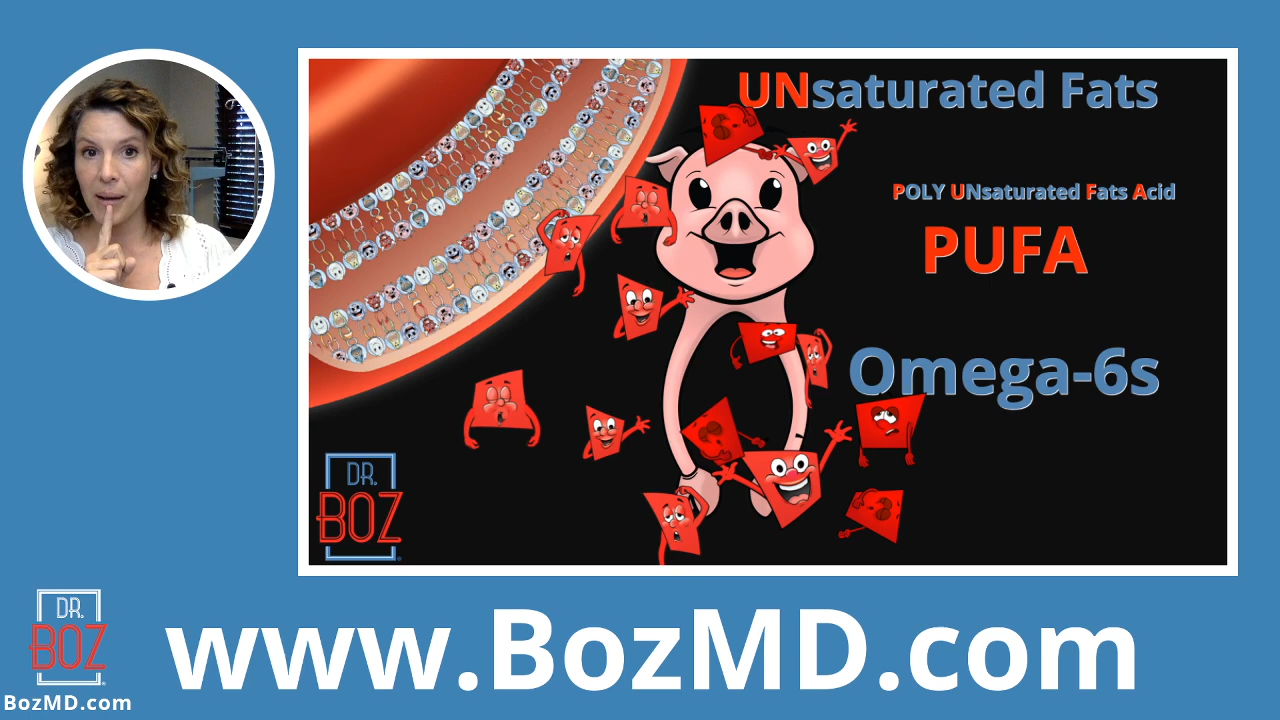 UNsaturated Fats
POLY UNsaturated Fats Acid
PUFA
Omega-6s
DR.
BOZ
DR.
BOZ
BozMD.com
www.BozMD.com